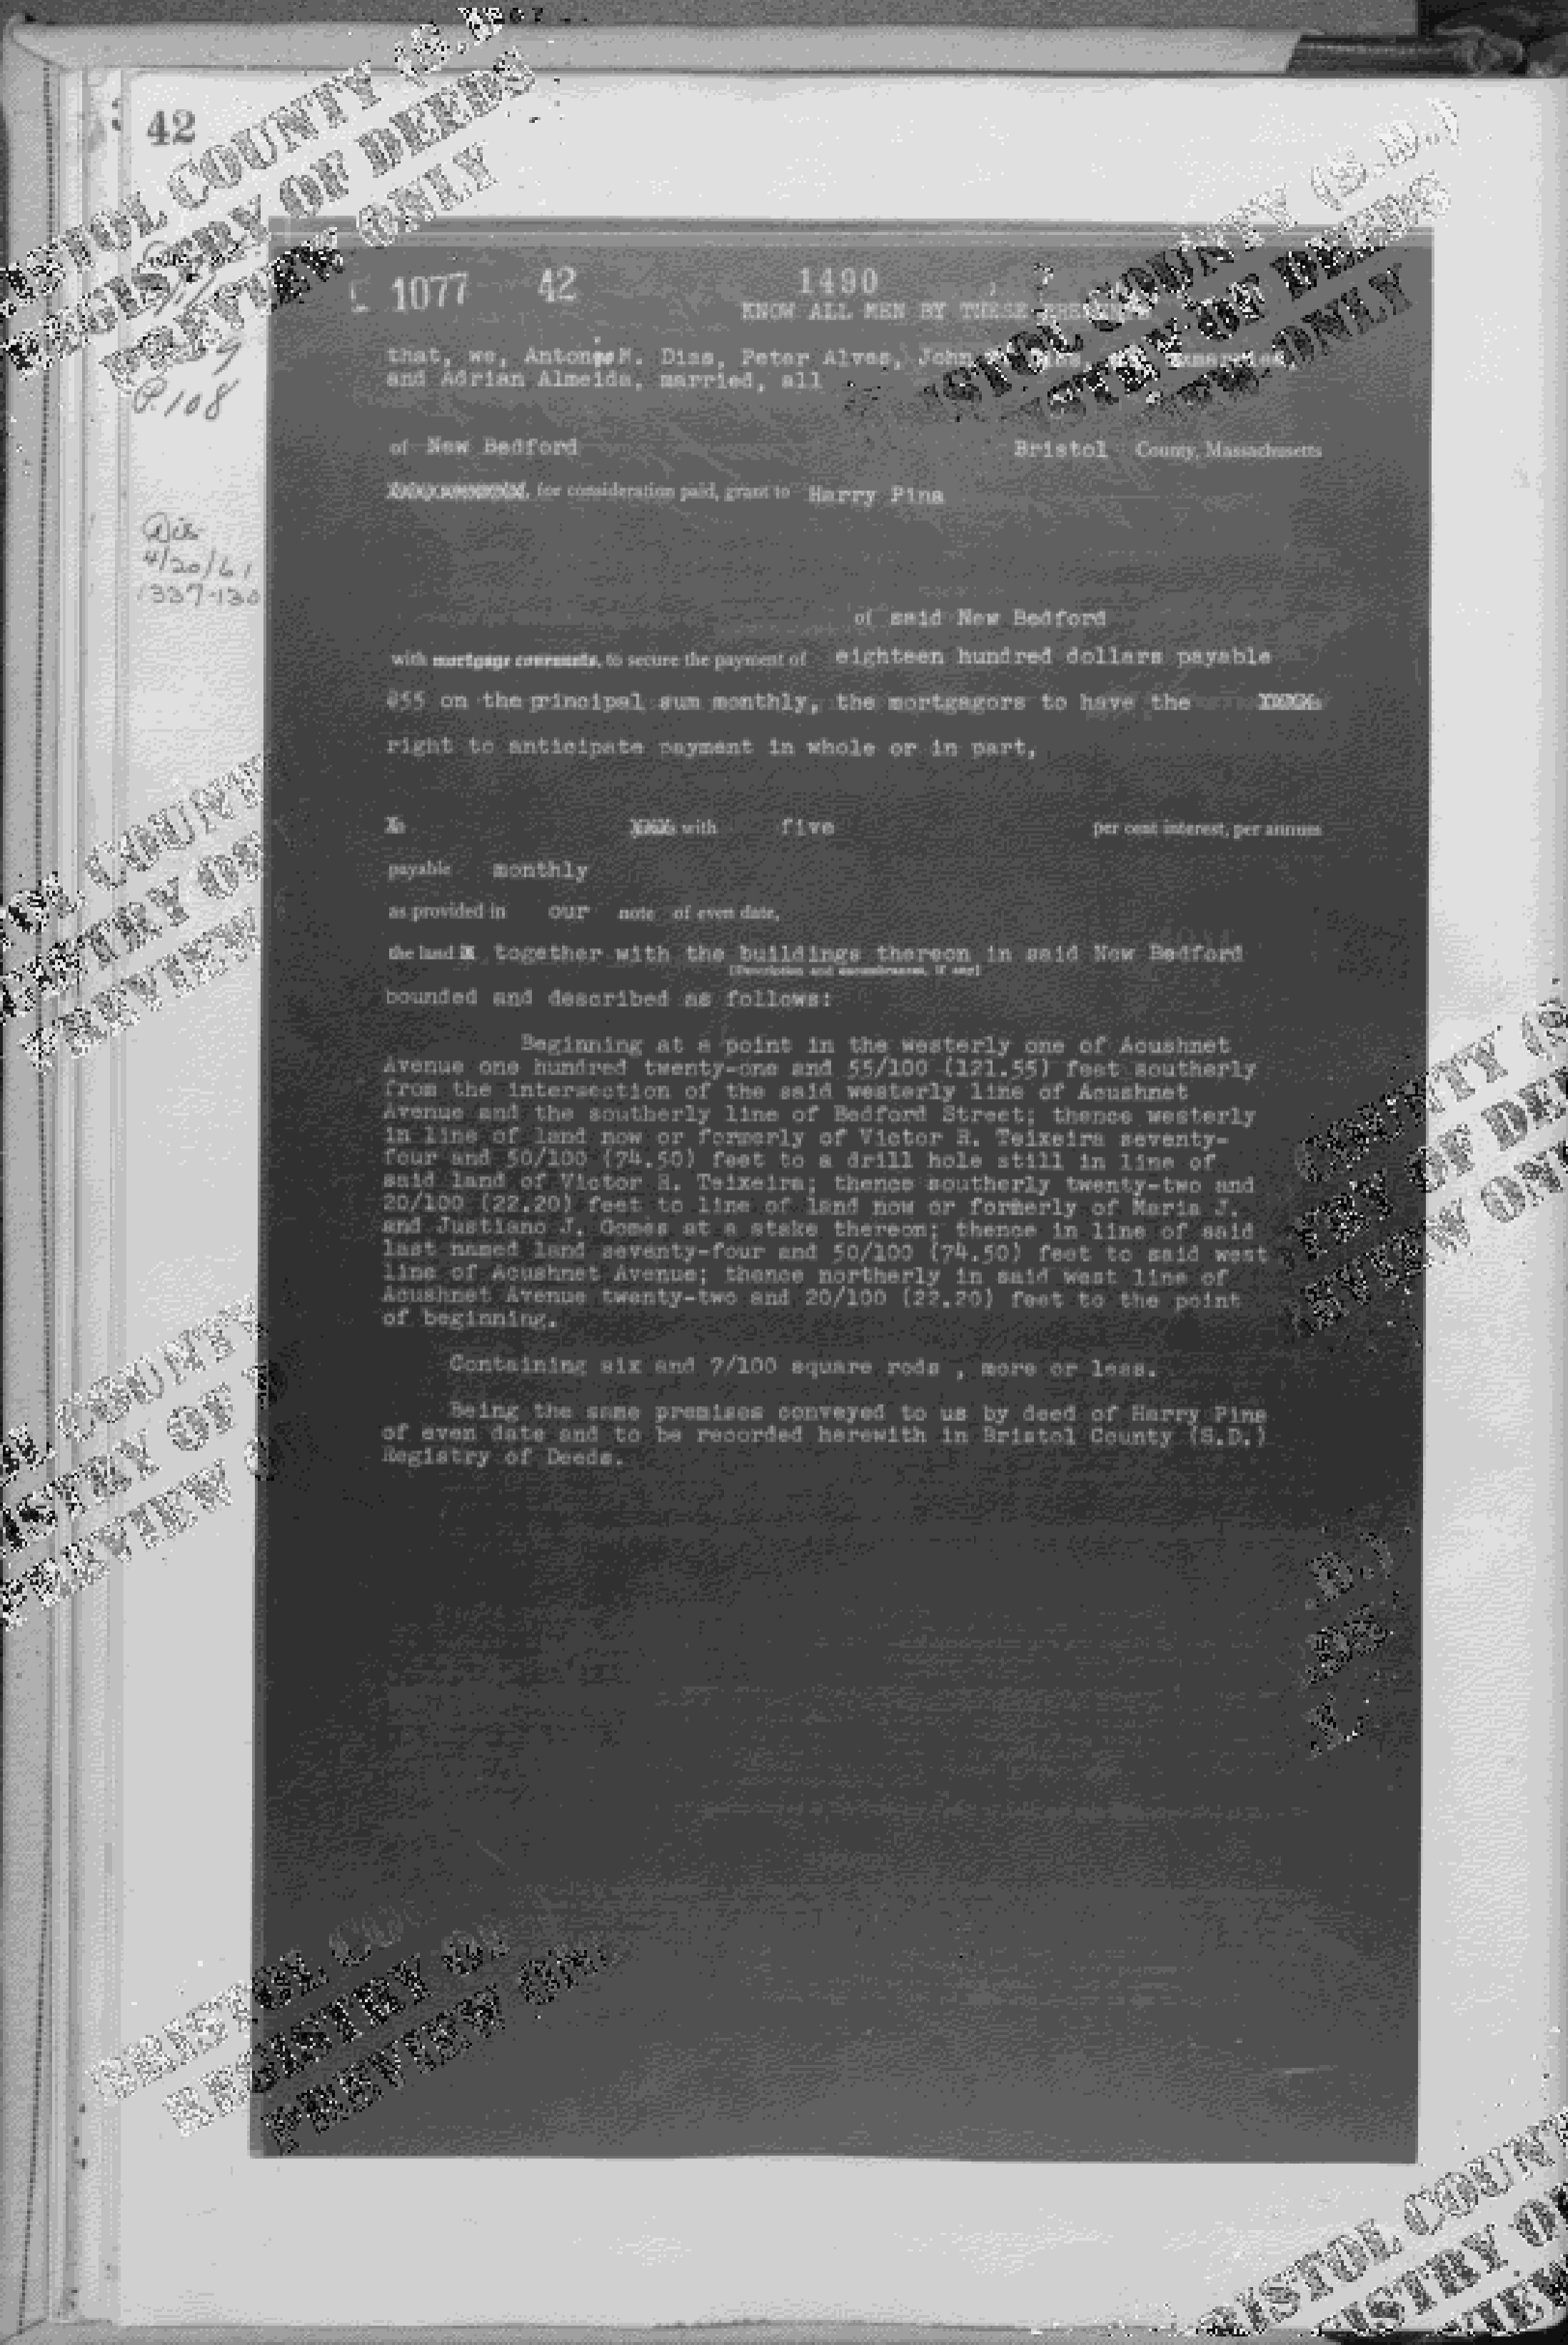 42
P.108
Dis
4/20/61
1337-130
1077 42 1490
KNOW ALL MEN BY THESE PRESENTS
that, we, Antone M. Dias, Peter Alves, John
and Adrian Almeida, married, all
of New Bedford Bristol County, Massachusetts
for consideration paid, grant to Harry Pina
of said New Bedford
with mortgage covenants, to secure the payment of eighteen hundred dollars payable
$55 on the principal sum monthly, the mortgagors to have the
right to anticipate payment in whole or in part,
with five per cent interest, per annum
payable monthly
as provided in our note of even date,
the land together with the buildings thereon in said New Bedford
[Description and encumbrances, if any]
bounded and described as follows:
Beginning at a point in the westerly one of Acushnet
Avenue one hundred twenty-one and 55/100 (121.55) feet southerly
from the intersection of the said westerly line of Acushnet
Avenue and the southerly line of Bedford Street; thence westerly
in line of land now or formerly of Victor R. Teixeira seventy-
four and 50/100 (74.50) feet to a drill hole still in line of
said land of Victor R. Teixeira; thence southerly twenty-two and
20/100 (22.20) feet to line of land now or formerly of Maria J.
and Justiano J. Gomes at a stake thereon; thence in line of said
last named land seventy-four and 50/100 (74.50) feet to said west
line of Acushnet Avenue; thence northerly in said west line of
Acushnet Avenue twenty-two and 20/100 (22.20) feet to the point
of beginning.
Containing six and 7/100 square rods , more or less.
Being the same premises conveyed to us by deed of Harry Pina
of even date and to be recorded herewith in Bristol County (S.D.)
Registry of Deeds.